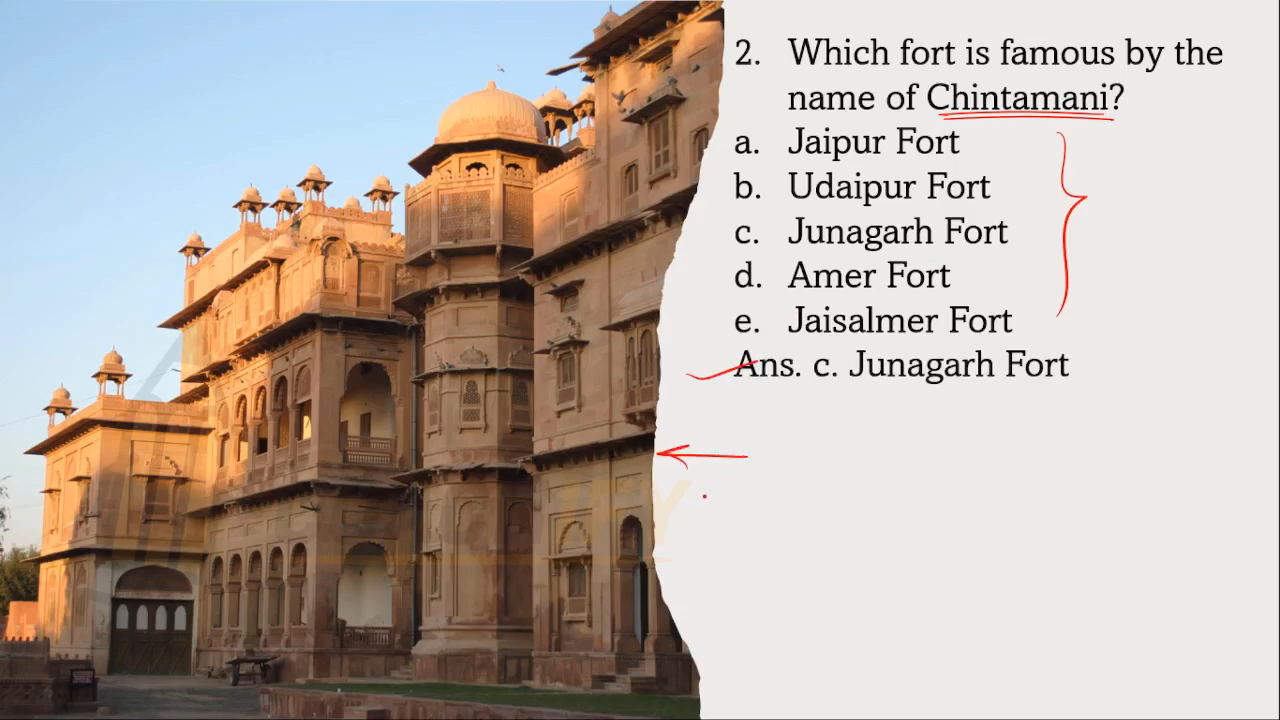 2. Which fort is famous by the
name of Chintamani?
a. Jaipur Fort
b. Udaipur Fort
c. Junagarh Fort
d. Amer Fort
e. Jaisalmer Fort
Ans. c. Junagarh Fort